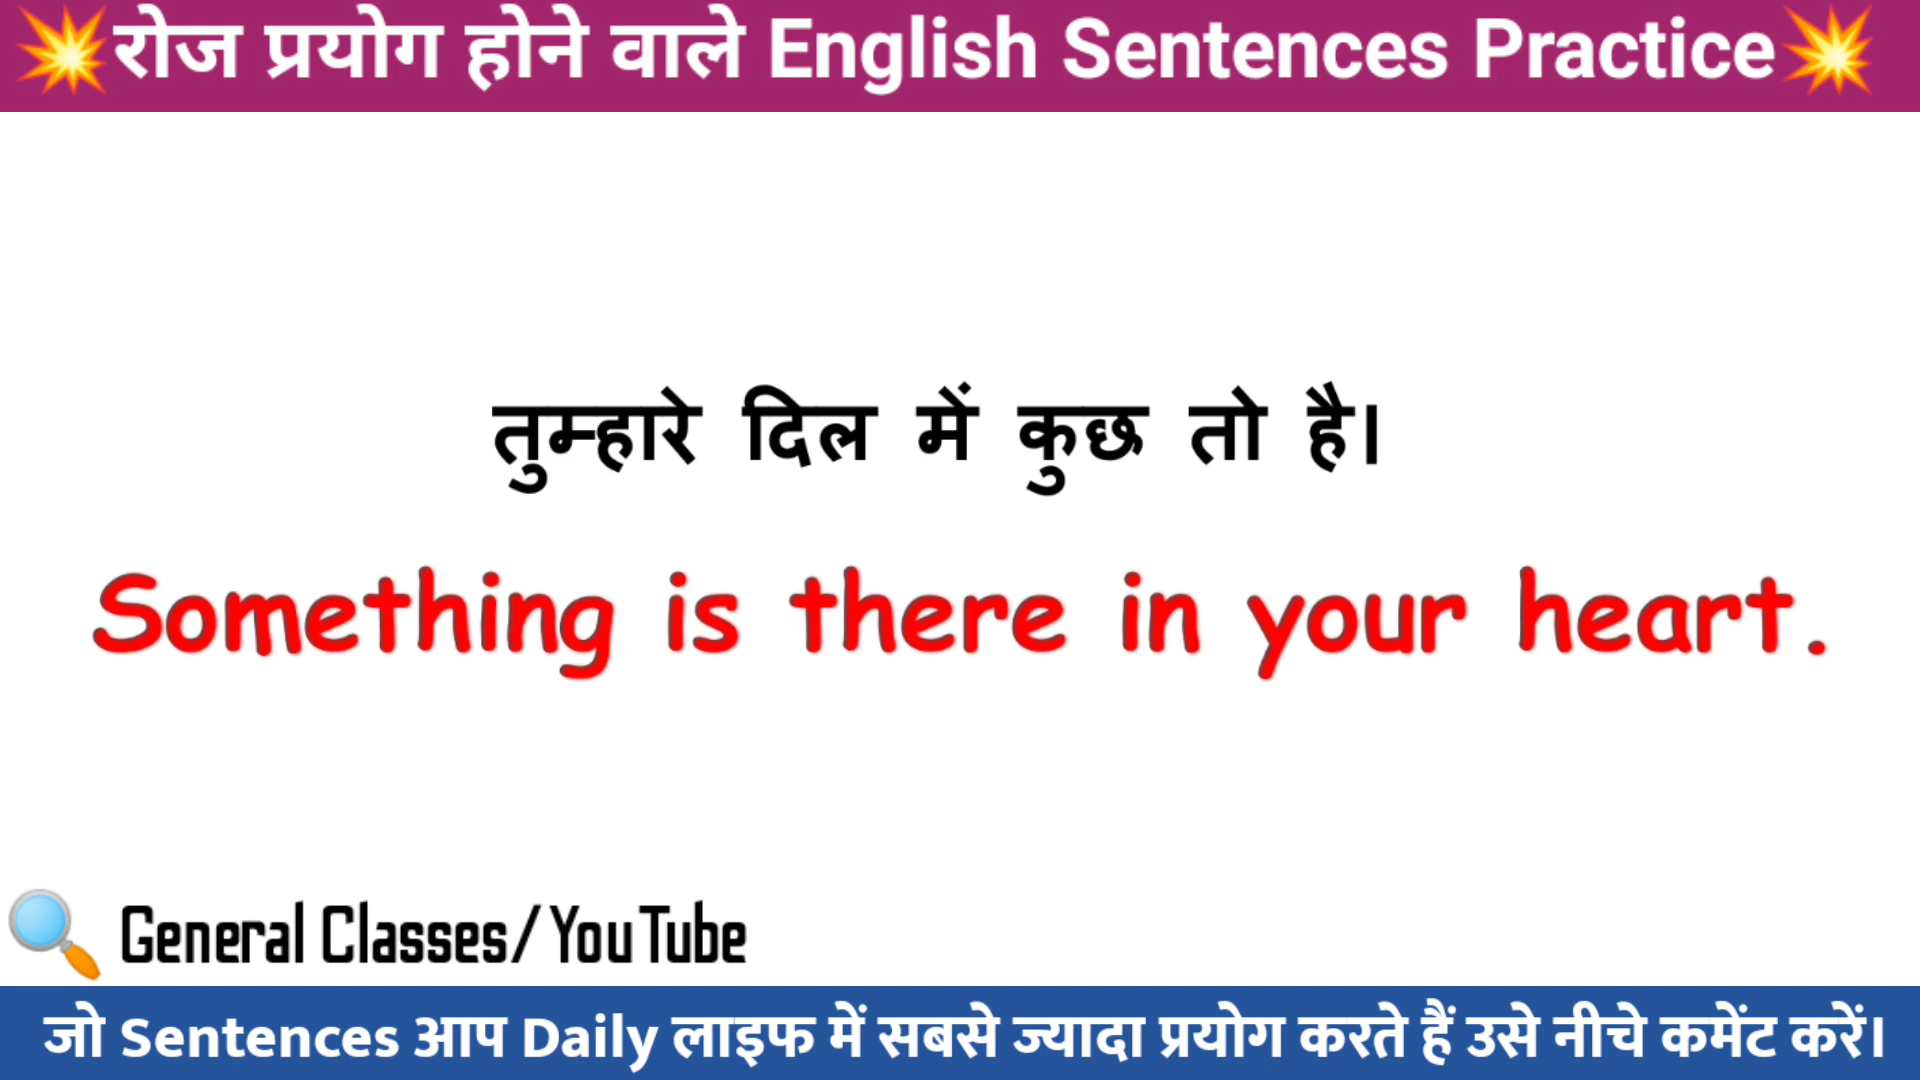 💥रोज प्रयोग होने वाले English Sentences Practice💥
तुम्हारे दिल में कुछ तो है।
Something is there in your heart.
🔍 General Classes/YouTube
जो Sentences आप Daily लाइफ में सबसे ज्यादा प्रयोग करते हैं उसे नीचे कमेंट करें।